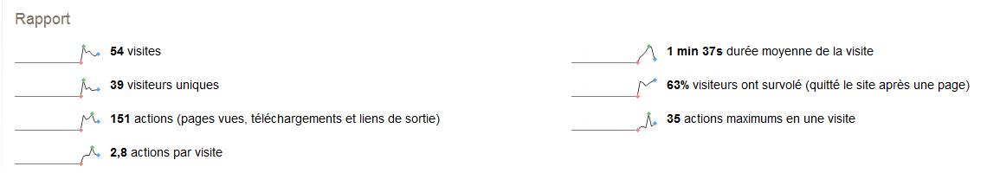 Rapport
54 visites
39 visiteurs uniques
151 actions (pages vues, téléchargements et liens de sortie)
2,8 actions par visite
1 min 37s durée moyenne de la visite
63% visiteurs ont survolé (quitté le site après une page)
35 actions maximums en une visite